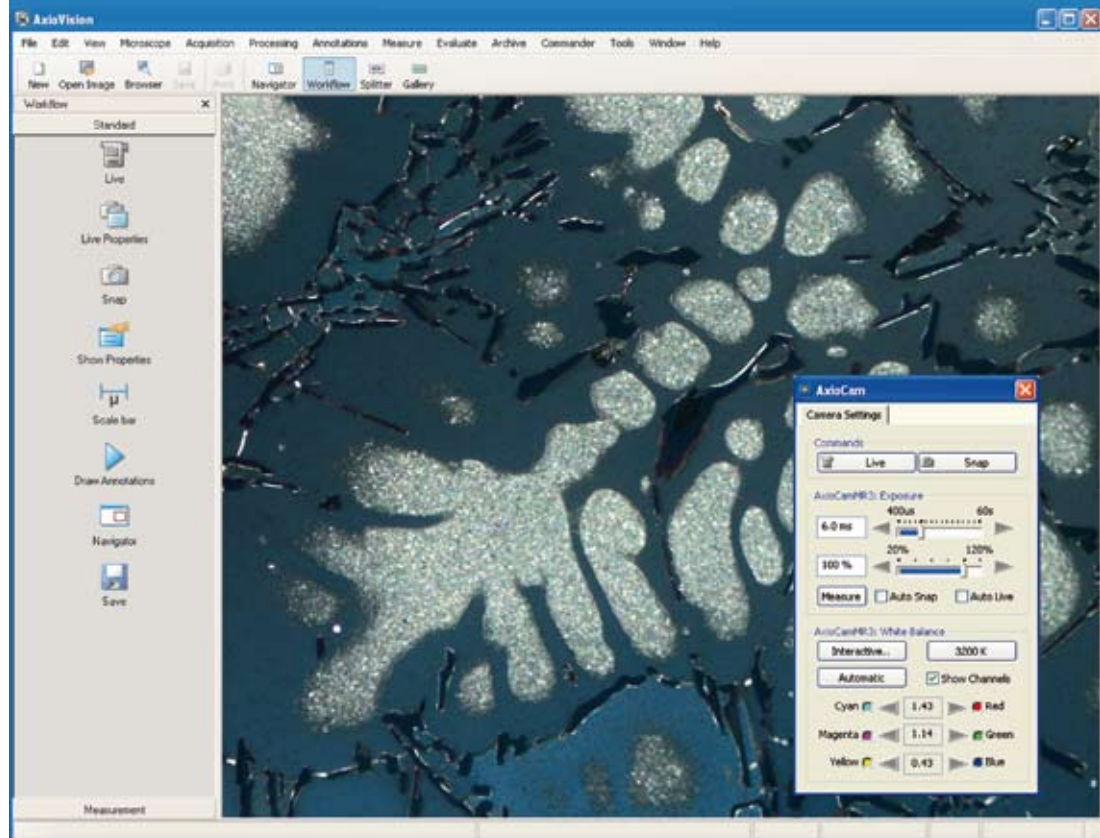 AxioVision
File Edit View Microscope Acquisition Processing Annotations Measure Evaluate Archive Commander Tools Window Help
New Open Image Browser Save Print Navigator Workflow Splitter Gallery
Workflow
Standard
Live
Live Properties
Snap
Show Properties
μ
Scale bar
Draw Annotations
Navigator
Save
Measurement
AxioCam
Camera Settings
Commands
Live Snap
AxioCamMR3: Exposure
400us 60s
6.0 ms
20% 120%
100 %
Measure Auto Snap Auto Live
AxioCamMR3: White Balance
Interactive... 3200 K
Automatic Show Channels
Cyan 1.43 Red
Magenta 1.14 Green
Yellow 0.43 Blue